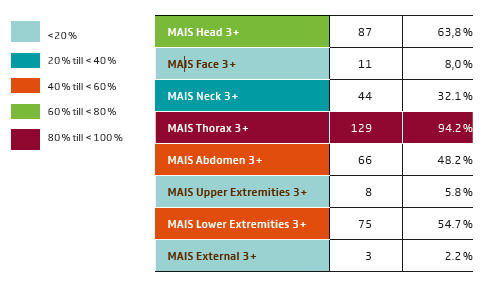 <20%
20% till <40%
40% till <60%
60% till <80%
80% till <100%
MAIS Head 3+ 87 63,8%
MAIS Face 3+ 11 8,0%
MAIS Neck 3+ 44 32.1%
MAIS Thorax 3+ 129 94.2%
MAIS Abdomen 3+ 66 48.2%
MAIS Upper Extremities 3+ 8 5.8%
MAIS Lower Extremities 3+ 75 54.7%
MAIS External 3+ 3 2.2%